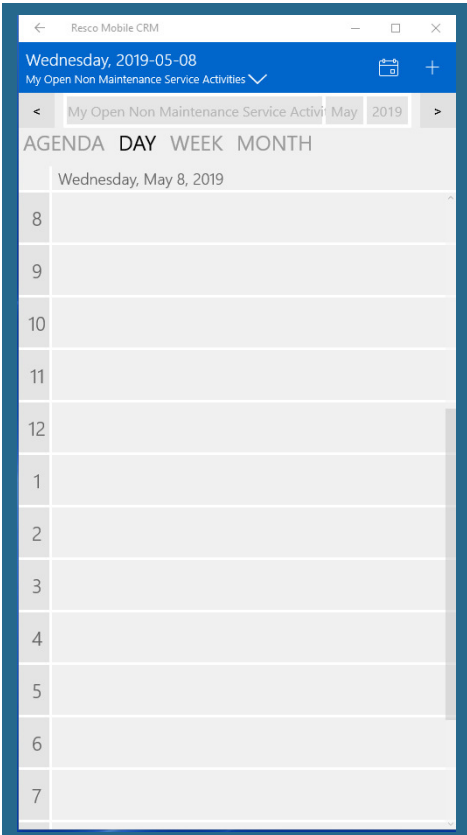 Resco Mobile CRM
Wednesday, 2019-05-08
My Open Non Maintenance Service Activities
< My Open Non Maintenance Service Activit May 2019 >
AGENDA DAY WEEK MONTH
Wednesday, May 8, 2019
8
9
10
11
12
1
2
3
4
5
6
7